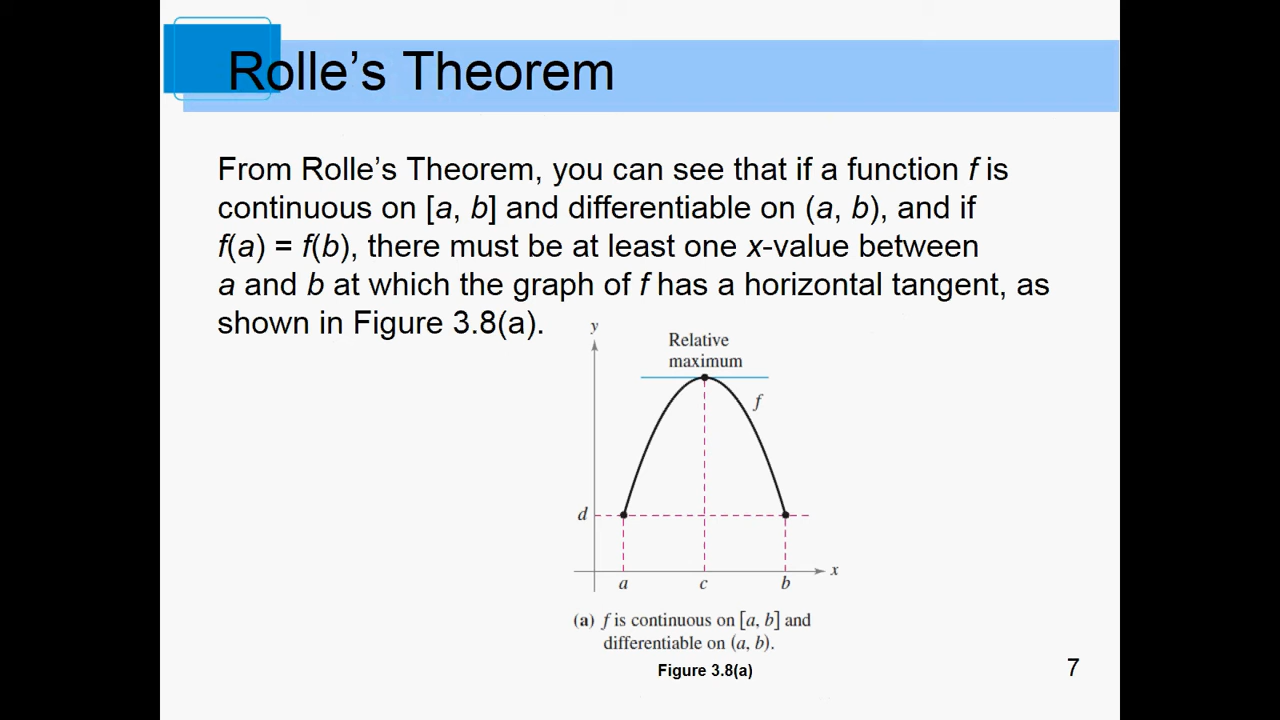 Rolle’s Theorem
From Rolle’s Theorem, you can see that if a function f is
continuous on [a, b] and differentiable on (a, b), and if
f(a) = f(b), there must be at least one x-value between
a and b at which the graph of f has a horizontal tangent, as
shown in Figure 3.8(a).
y
Relative
maximum
f
d
x
a c b
(a) f is continuous on [a, b] and
differentiable on (a, b).
Figure 3.8(a)
7